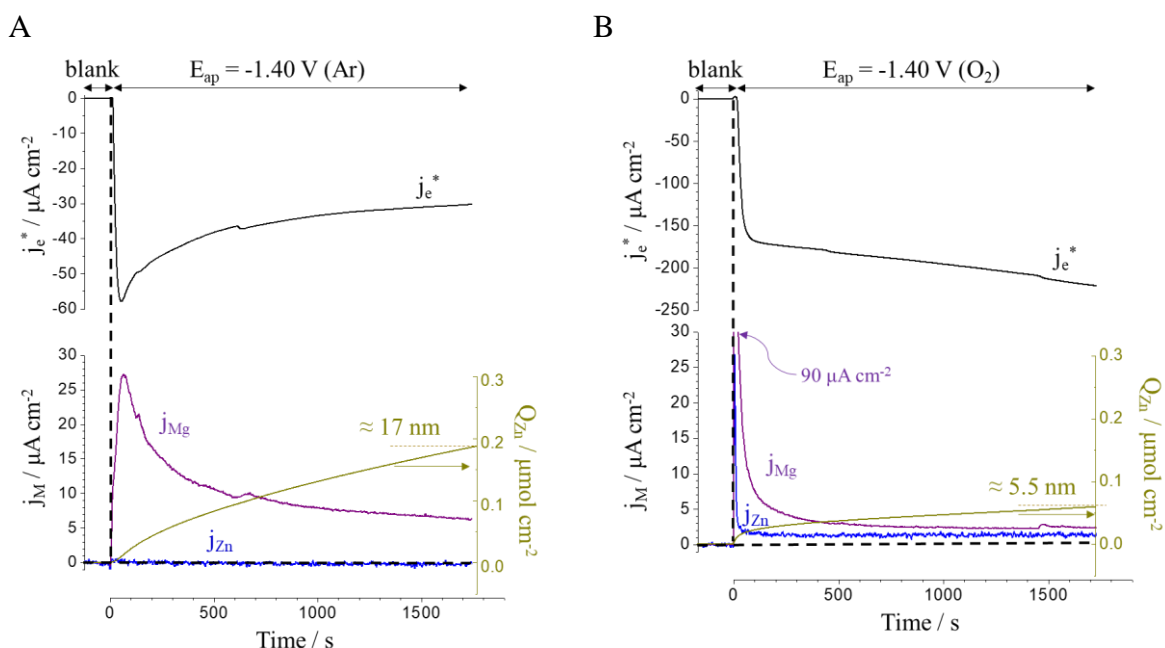 A
blank
E_ap = -1.40 V (Ar)
0
-10
-20
-30
-40
-50
-60
j_e* / μA cm⁻²
j_e*
30
25
20
15
10
5
0
j_M / μA cm⁻²
j_Mg
≈ 17 nm
j_Zn
0.3
0.2
0.1
0.0
Q_Zn / μmol cm⁻²
0
500
1000
1500
Time / s
B
blank
E_ap = -1.40 V (O₂)
0
-50
-100
-150
-200
-250
j_e* / μA cm⁻²
j_e*
30
25
20
15
10
5
0
j_M / μA cm⁻²
90 μA cm⁻²
j_Mg
≈ 5.5 nm
j_Zn
0.3
0.2
0.1
0.0
Q_Zn / μmol cm⁻²
0
500
1000
1500
Time / s